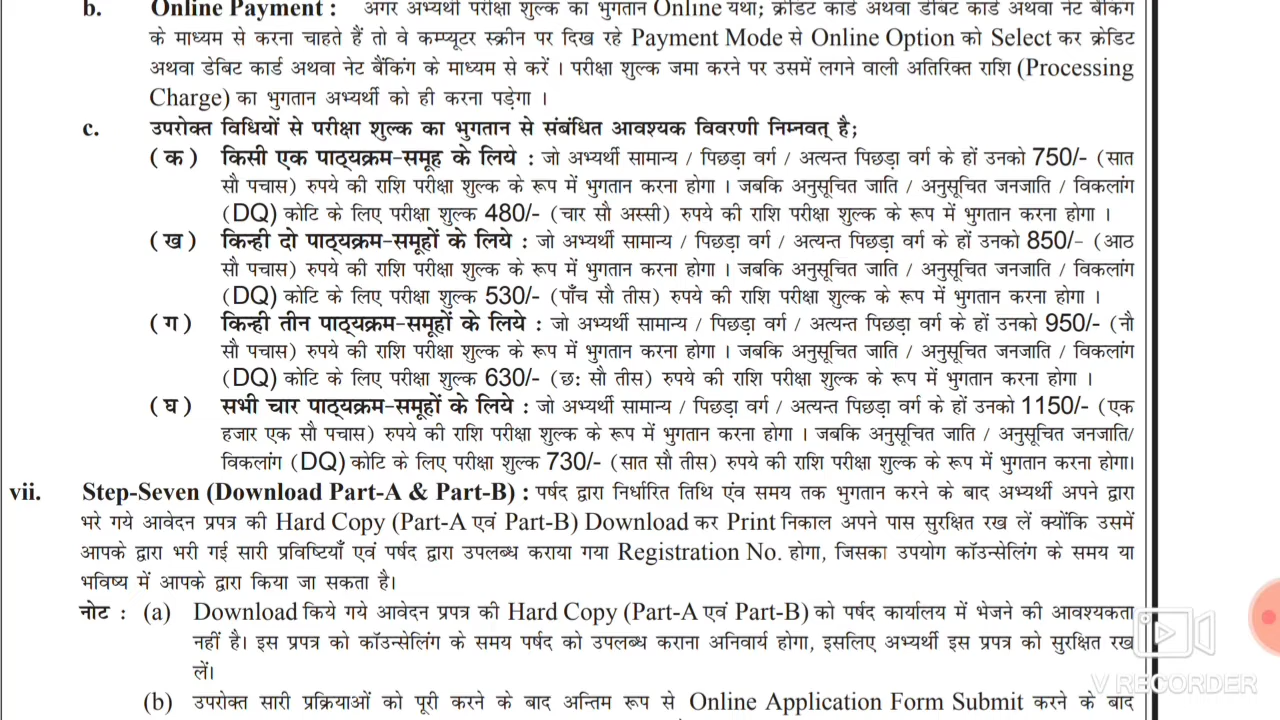 b. Online Payment : अगर अभ्यर्थी परीक्षा शुल्क का भुगतान Online यथा; क्रेडिट कार्ड अथवा डेबिट कार्ड अथवा नेट बैंकिंग
के माध्यम से करना चाहते हैं तो वे कम्प्यूटर स्क्रीन पर दिख रहे Payment Mode से Online Option को Select कर क्रेडिट
अथवा डेबिट कार्ड अथवा नेट बैंकिंग के माध्यम से करें । परीक्षा शुल्क जमा करने पर उसमें लगने वाली अतिरिक्त राशि (Processing
Charge) का भुगतान अभ्यर्थी को ही करना पड़ेगा ।
c. उपरोक्त विधियों से परीक्षा शुल्क का भुगतान से संबंधित आवश्यक विवरणी निम्नवत् है;
(क) किसी एक पाठ्यक्रम-समूह के लिये : जो अभ्यर्थी सामान्य / पिछड़ा वर्ग / अत्यन्त पिछड़ा वर्ग के हों उनको 750/- (सात
सौ पचास) रुपये की राशि परीक्षा शुल्क के रूप में भुगतान करना होगा । जबकि अनुसूचित जाति / अनुसूचित जनजाति / विकलांग
(DQ) कोटि के लिए परीक्षा शुल्क 480/- (चार सौ अस्सी) रुपये की राशि परीक्षा शुल्क के रूप में भुगतान करना होगा ।
(ख) किन्ही दो पाठ्यक्रम-समूहों के लिये : जो अभ्यर्थी सामान्य / पिछड़ा वर्ग / अत्यन्त पिछड़ा वर्ग के हों उनको 850/- (आठ
सौ पचास) रुपये की राशि परीक्षा शुल्क के रूप में भुगतान करना होगा । जबकि अनुसूचित जाति / अनुसूचित जनजाति / विकलांग
(DQ) कोटि के लिए परीक्षा शुल्क 530/- (पाँच सौ तीस) रुपये की राशि परीक्षा शुल्क के रूप में भुगतान करना होगा ।
(ग) किन्ही तीन पाठ्यक्रम-समूहों के लिये : जो अभ्यर्थी सामान्य / पिछड़ा वर्ग / अत्यन्त पिछड़ा वर्ग के हों उनको 950/- (नौ
सौ पचास) रुपये की राशि परीक्षा शुल्क के रूप में भुगतान करना होगा । जबकि अनुसूचित जाति / अनुसूचित जनजाति / विकलांग
(DQ) कोटि के लिए परीक्षा शुल्क 630/- (छः सौ तीस) रुपये की राशि परीक्षा शुल्क के रूप में भुगतान करना होगा ।
(घ) सभी चार पाठ्यक्रम-समूहों के लिये : जो अभ्यर्थी सामान्य / पिछड़ा वर्ग / अत्यन्त पिछड़ा वर्ग के हों उनको 1150/- (एक
हजार एक सौ पचास) रुपये की राशि परीक्षा शुल्क के रूप में भुगतान करना होगा । जबकि अनुसूचित जाति / अनुसूचित जनजाति/
विकलांग (DQ) कोटि के लिए परीक्षा शुल्क 730/- (सात सौ तीस) रुपये की राशि परीक्षा शुल्क के रूप में भुगतान करना होगा।
vii. Step-Seven (Download Part-A & Part-B) : पर्षद द्वारा निर्धारित तिथि एंव समय तक भुगतान करने के बाद अभ्यर्थी अपने द्वारा
भरे गये आवेदन प्रपत्र की Hard Copy (Part-A एवं Part-B) Download कर Print निकाल अपने पास सुरक्षित रख लें क्योंकि उसमें
आपके द्वारा भरी गई सारी प्रविष्टियाँ एवं पर्षद द्वारा उपलब्ध कराया गया Registration No. होगा, जिसका उपयोग कॉउन्सेलिंग के समय या
भविष्य में आपके द्वारा किया जा सकता है।
नोट : (a) Download किये गये आवेदन प्रपत्र की Hard Copy (Part-A एवं Part-B) को पर्षद कार्यालय में भेजने की आवश्यकता
नहीं है। इस प्रपत्र को कॉउन्सेलिंग के समय पर्षद को उपलब्ध कराना अनिवार्य होगा, इसलिए अभ्यर्थी इस प्रपत्र को सुरक्षित रख
लें।
(b) उपरोक्त सारी प्रक्रियाओं को पूरी करने के बाद अन्तिम रूप से Online Application Form Submit करने के बाद
V RECORDER